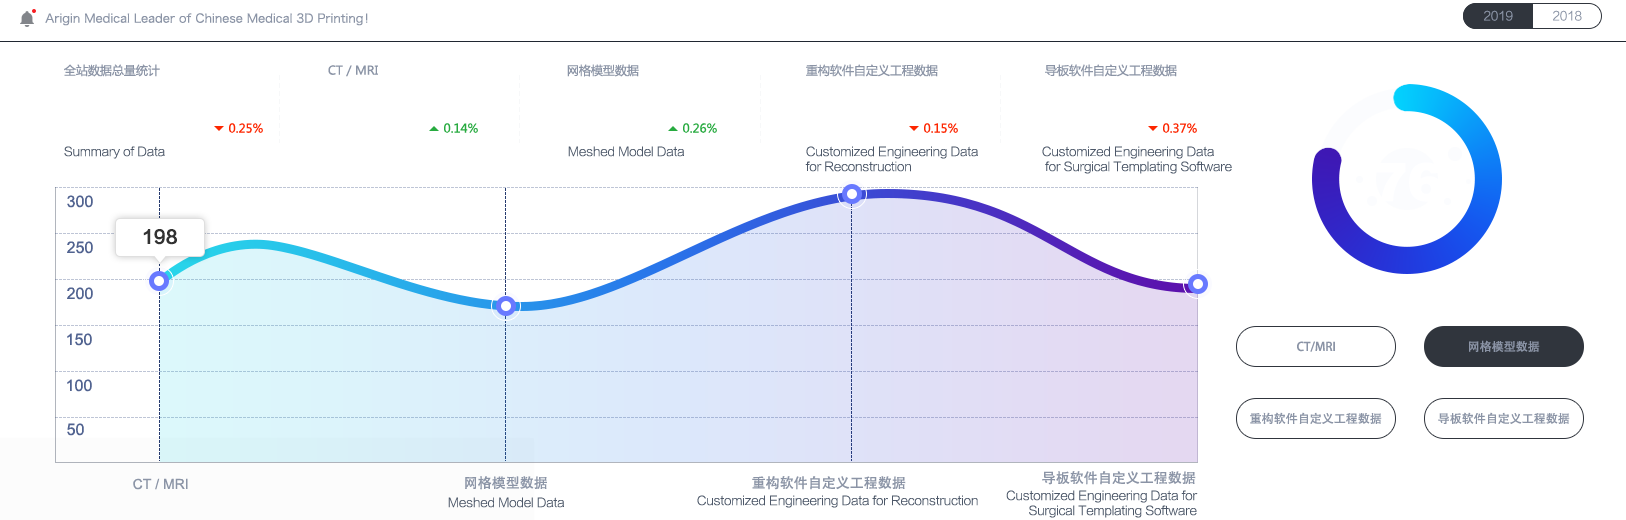 Arigin Medical Leader of Chinese Medical 3D Printing!
2019
2018
全站数据总量统计
CT / MRI
网格模型数据
重构软件自定义工程数据
导板软件自定义工程数据
0.25%
0.14%
0.26%
0.15%
0.37%
Summary of Data
Meshed Model Data
Customized Engineering Data
for Reconstruction
Customized Engineering Data
for Surgical Templating Software
300
250
200
150
100
50
198
CT / MRI
网格模型数据
Meshed Model Data
重构软件自定义工程数据
Customized Engineering Data for Reconstruction
导板软件自定义工程数据
Customized Engineering Data for
Surgical Templating Software
CT/MRI
网格模型数据
重构软件自定义工程数据
导板软件自定义工程数据